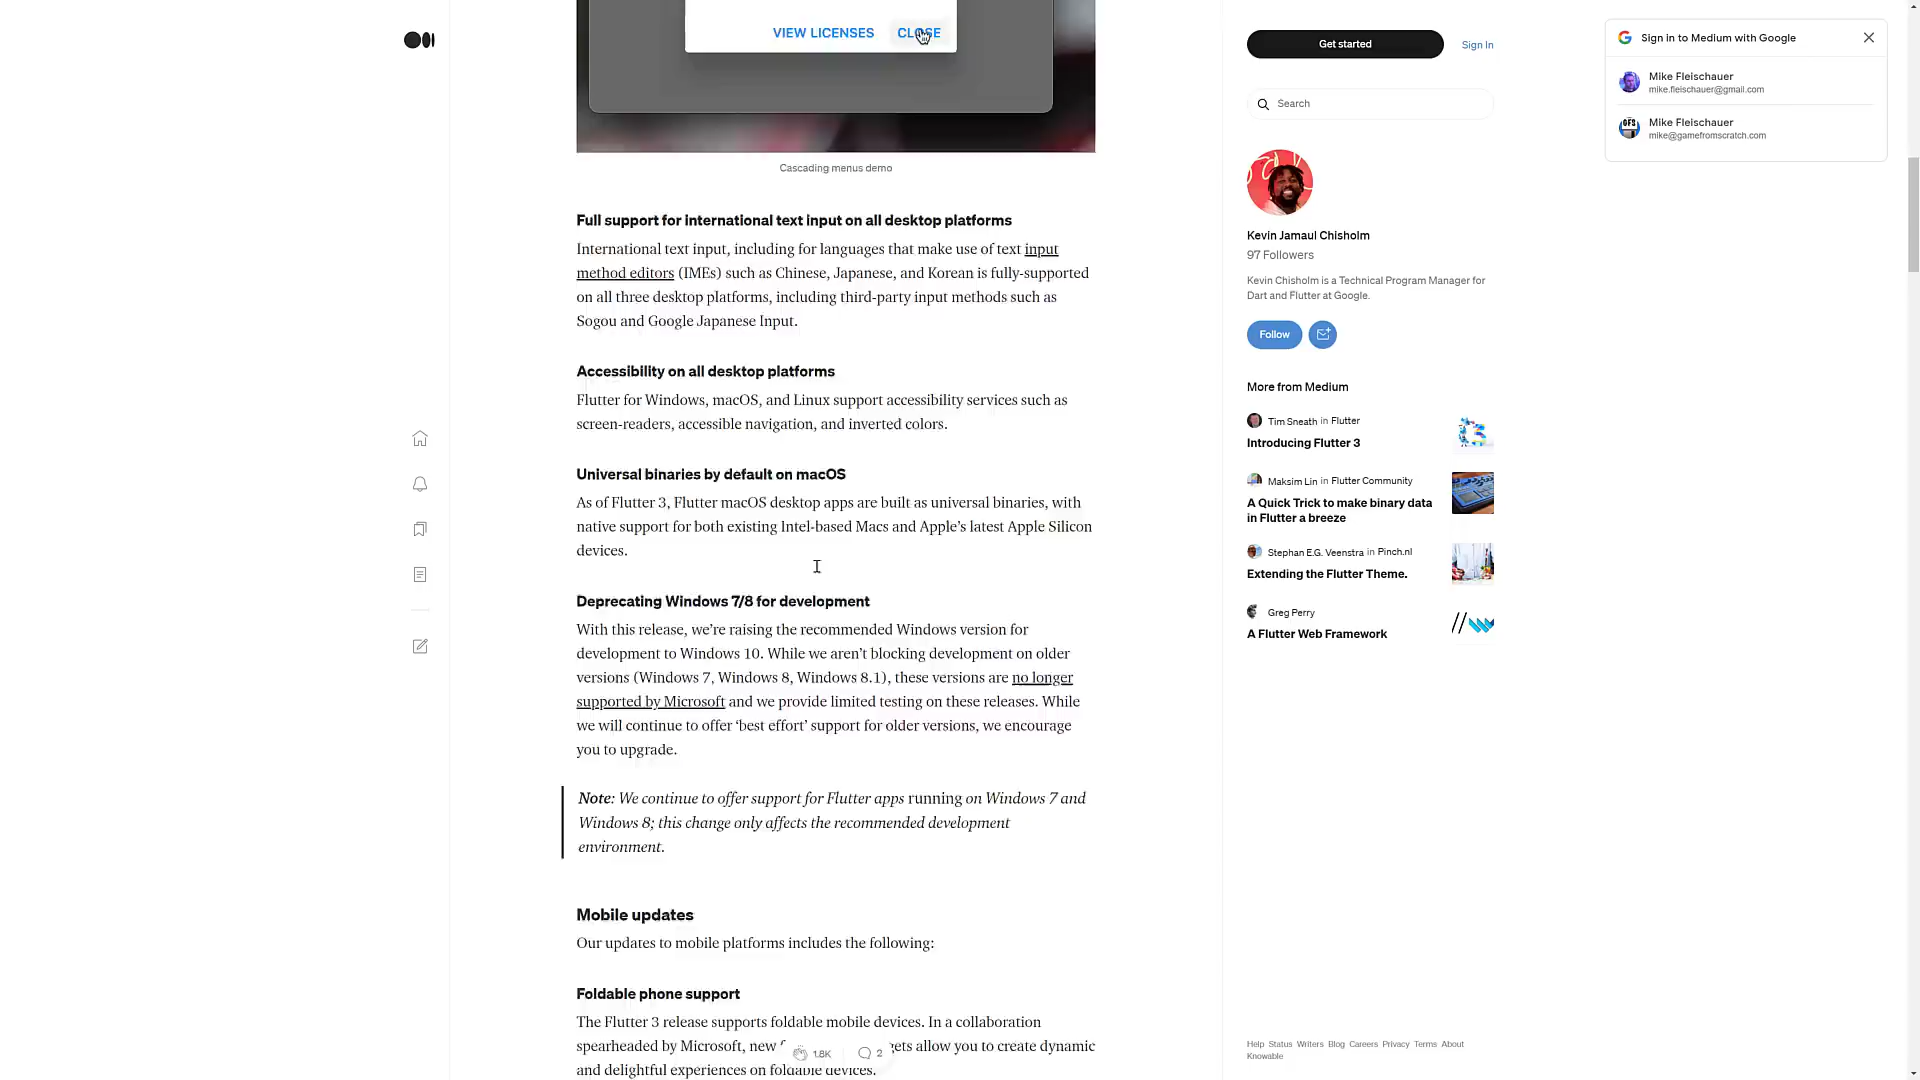 VIEW LICENSES
CLOSE
Cascading menus demo
Full support for international text input on all desktop platforms
International text input, including for languages that make use of text input
method editors (IMEs) such as Chinese, Japanese, and Korean is fully-supported
on all three desktop platforms, including third-party input methods such as
Sogou and Google Japanese Input.
Accessibility on all desktop platforms
Flutter for Windows, macOS, and Linux support accessibility services such as
screen-readers, accessible navigation, and inverted colors.
Universal binaries by default on macOS
As of Flutter 3, Flutter macOS desktop apps are built as universal binaries, with
native support for both existing Intel-based Macs and Apple’s latest Apple Silicon
devices.
Deprecating Windows 7/8 for development
With this release, we’re raising the recommended Windows version for
development to Windows 10. While we aren’t blocking development on older
versions (Windows 7, Windows 8, Windows 8.1), these versions are no longer
supported by Microsoft and we provide limited testing on these releases. While
we will continue to offer ‘best effort’ support for older versions, we encourage
you to upgrade.
Note: We continue to offer support for Flutter apps running on Windows 7 and
Windows 8; this change only affects the recommended development
environment.
Mobile updates
Our updates to mobile platforms includes the following:
Foldable phone support
The Flutter 3 release supports foldable mobile devices. In a collaboration
spearheaded by Microsoft, new allow you to create dynamic
and delightful experiences on foldable devices.
1.8K
2
Get started
Sign In
Search
Kevin Jamaul Chisholm
97 Followers
Kevin Chisholm is a Technical Program Manager for
Dart and Flutter at Google.
Follow
More from Medium
Tim Sneath in Flutter
Introducing Flutter 3
Maksim Lin in Flutter Community
A Quick Trick to make binary data
in Flutter a breeze
Stephan E.G. Veenstra in Pinch.nl
Extending the Flutter Theme.
Greg Perry
A Flutter Web Framework
Help Status Writers Blog Careers Privacy Terms About
Knowable
Sign in to Medium with Google
Mike Fleischauer
mike.fleischauer@gmail.com
GFS
Mike Fleischauer
mike@gamefromscratch.com